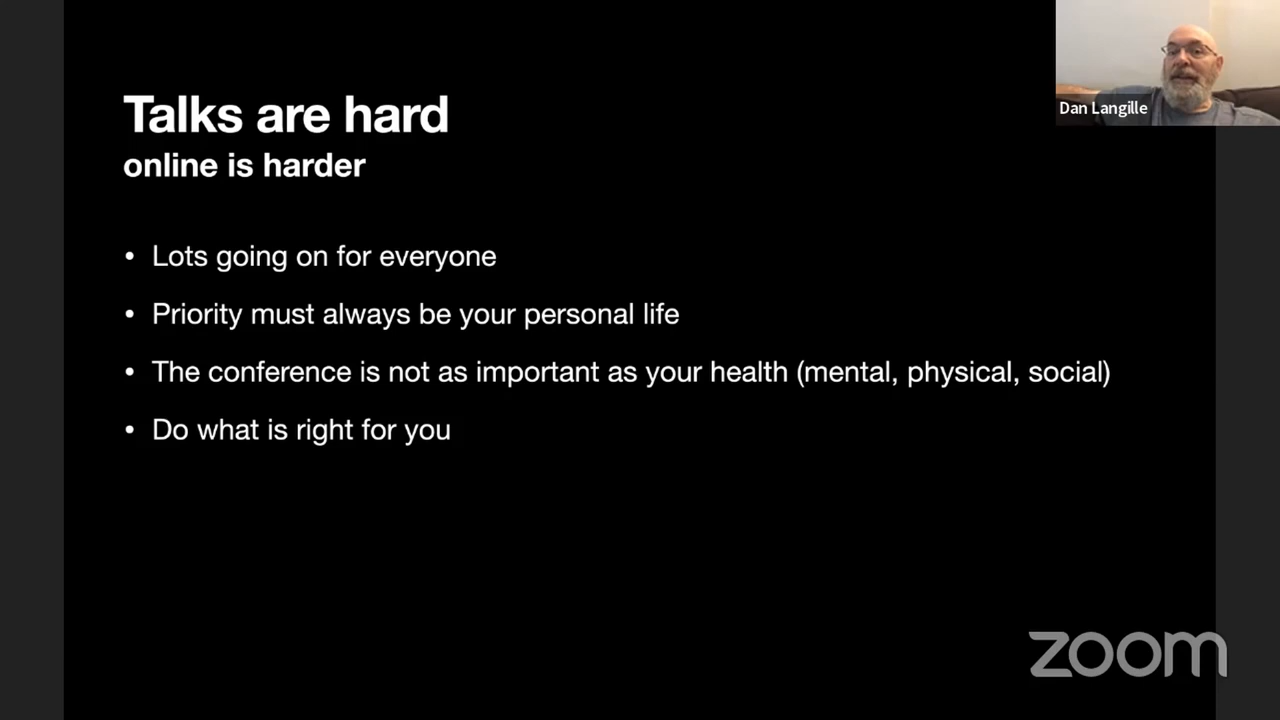 Talks are hard
online is harder
• Lots going on for everyone
• Priority must always be your personal life
• The conference is not as important as your health (mental, physical, social)
• Do what is right for you
Dan Langille
zoom